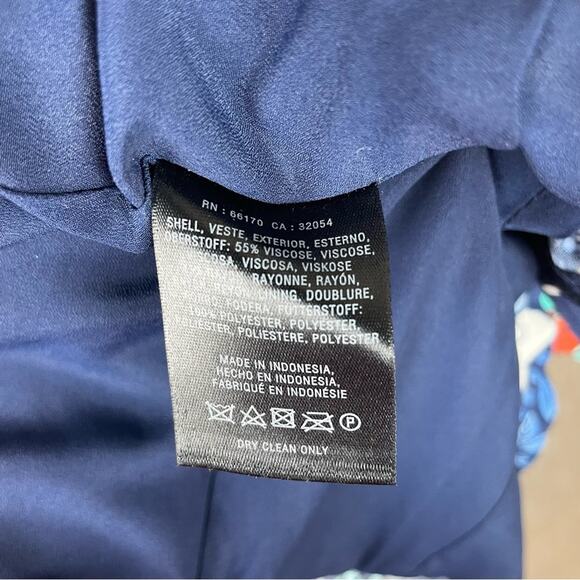 RN : 66170 CA : 32054
SHELL, VESTE, EXTERIOR, ESTERNO,
OBERSTOFF: 55% VISCOSE, VISCOSE,
VISCOSA, VISKOSE
RAYONNE, RAYÓN,
LINING, DOUBLURE,
FODERA, FUTTERSTOFF:
100% POLYESTER, POLYESTER,
POLIESTERE, POLYESTER
MADE IN INDONESIA,
HECHO EN INDONESIA,
FABRIQUÉ EN INDONÉSIE
P
DRY CLEAN ONLY